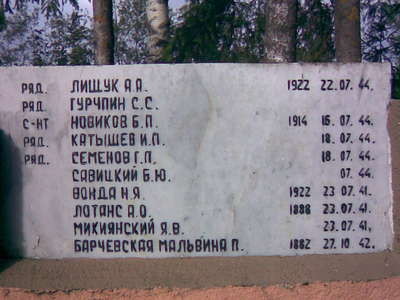 РЯД. ЛИЩУК А.А. 1922 22.07.44.
РЯД. ГУРЧПИН С.С.
С-НТ НОВИКОВ Б.П. 1914 16.07.44.
РЯД. КАТЫШЕВ И.П. 18.07.44.
РЯД. СЕМЕНОВ Г.П. 18.07.44.
САВИЦКИЙ Б.Ю. 07.44.
ВОНДА Н.Я. 1922 23.07.41.
ЛОТАНС А.О. 1888 23.07.41.
МИКИЯНСКИЙ Я.В. 23.07.41.
БАРЧЕВСКАЯ МАЛЬВИНА П. 1882 27.10.42.